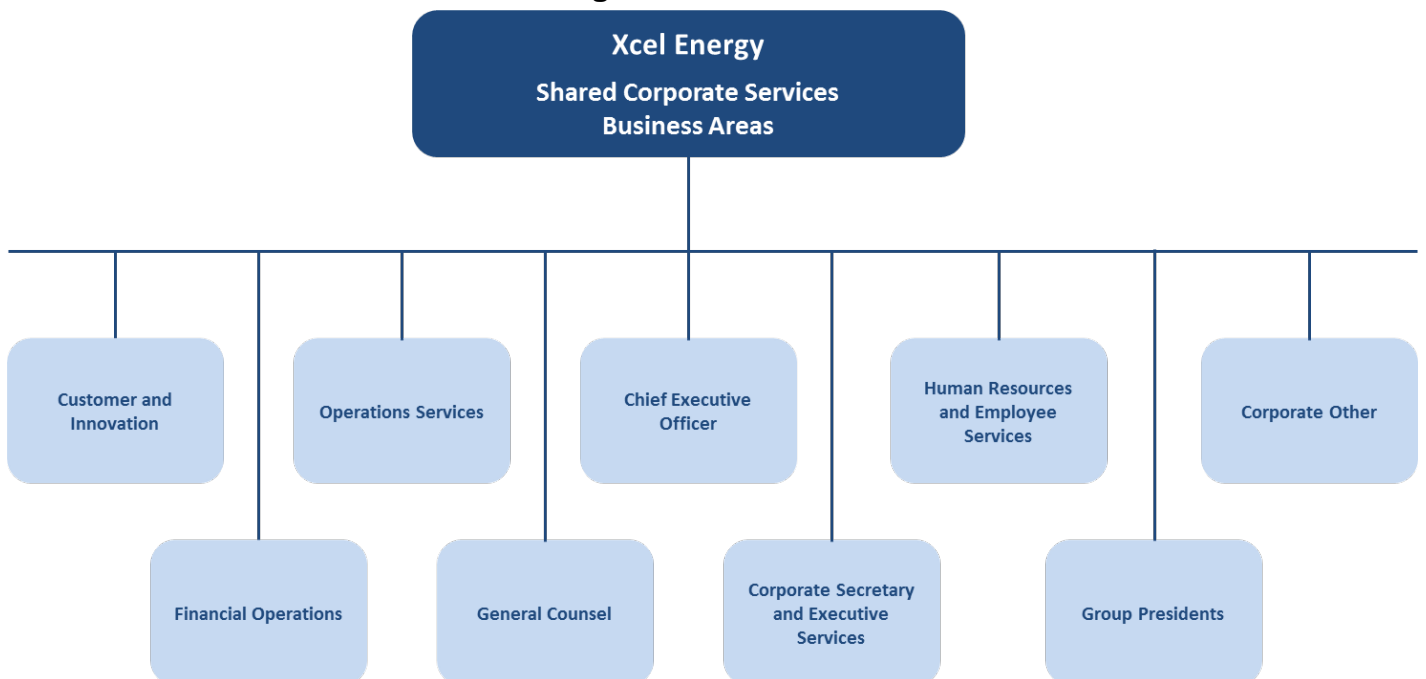 Xcel Energy
Shared Corporate Services
Business Areas
Customer and
Innovation
Operations Services
Chief Executive
Officer
Human Resources
and Employee
Services
Corporate Other
Financial Operations
General Counsel
Corporate Secretary
and Executive
Services
Group Presidents